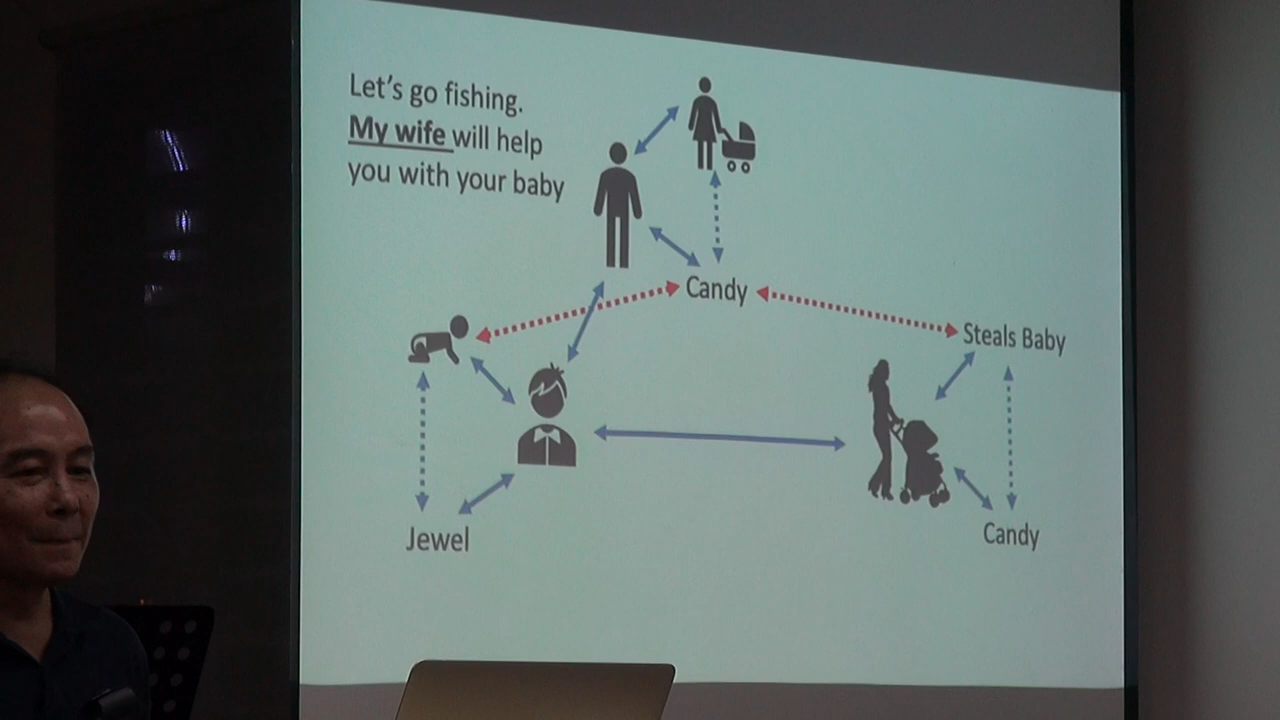 Let's go fishing.
My wife will help
you with your baby
Candy
Steals Baby
Jewel
Candy